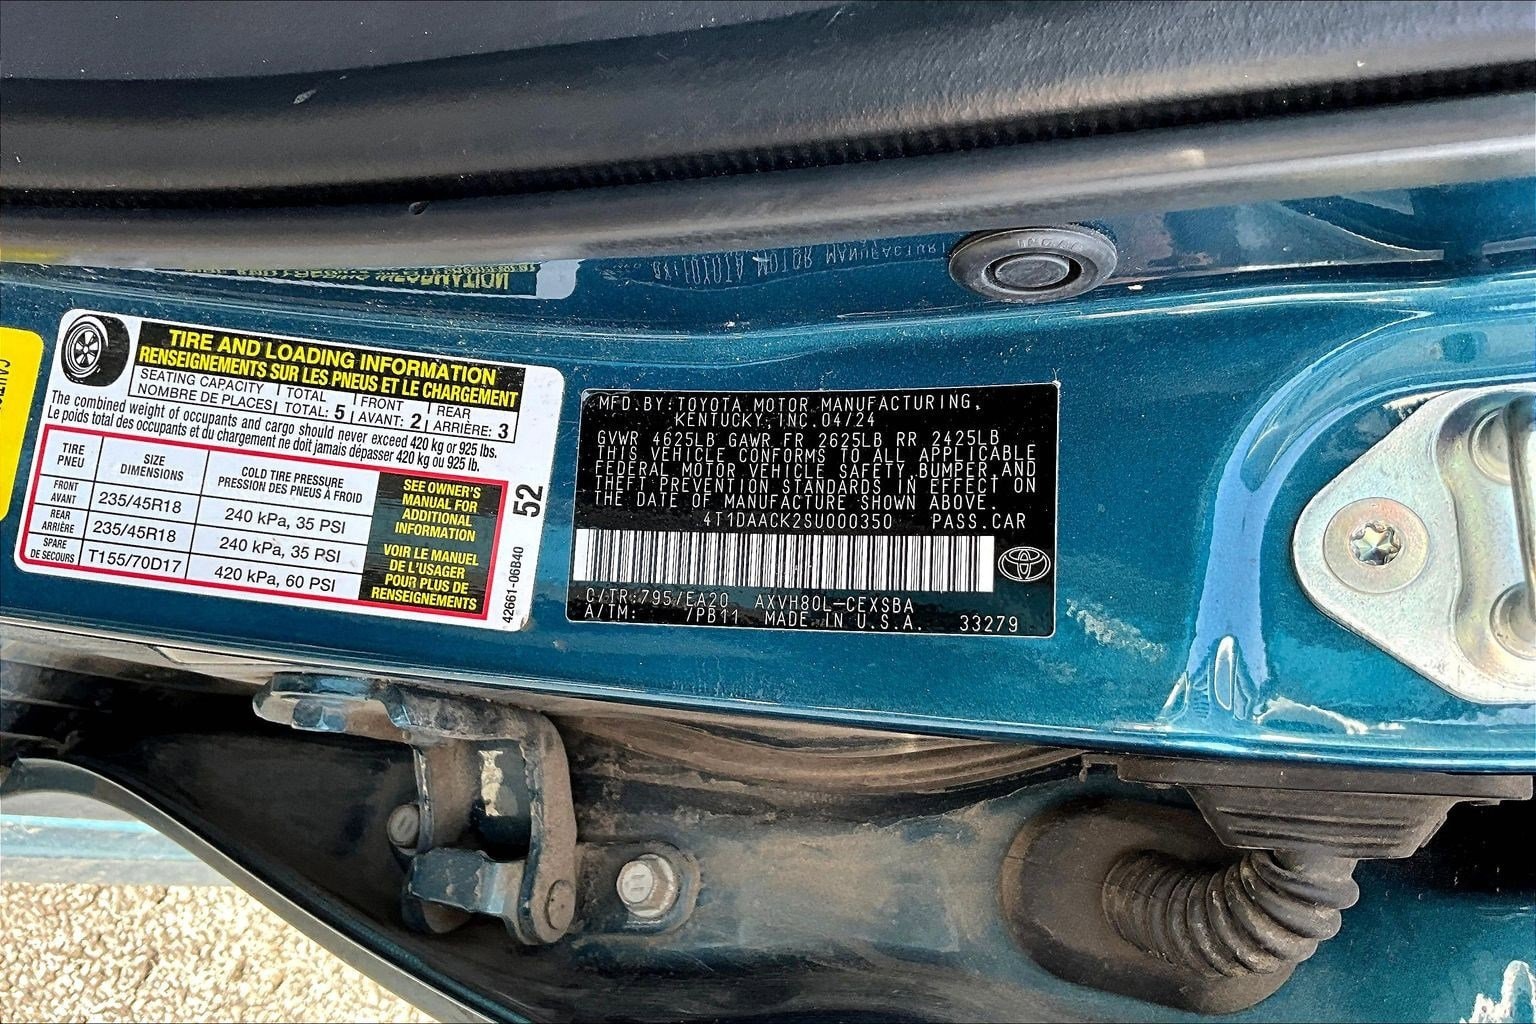 TIRE AND LOADING INFORMATION
RENSEIGNEMENTS SUR LES PNEUS ET LE CHARGEMENT
SEATING CAPACITY
NOMBRE DE PLACES
TOTAL
TOTAL: 5
FRONT
AVANT: 2
REAR
ARRIÈRE: 3
The combined weight of occupants and cargo should never exceed 420 kg or 925 lbs.
Le poids total des occupants et du chargement ne doit jamais dépasser 420 kg ou 925 lb.
TIRE
PNEU
SIZE
DIMENSIONS
COLD TIRE PRESSURE
PRESSION DES PNEUS À FROID
FRONT
AVANT
235/45R18
240 kPa, 35 PSI
REAR
ARRIÈRE
235/45R18
240 kPa, 35 PSI
SPARE
DE SECOURS
T155/70D17
420 kPa, 60 PSI
SEE OWNER'S
MANUAL FOR
ADDITIONAL
INFORMATION
VOIR LE MANUEL
DE L'USAGER
POUR PLUS DE
RENSEIGNEMENTS
52
42661-06B40
MFD.BY:TOYOTA MOTOR MANUFACTURING,
KENTUCKY,INC.04/24
GVWR 4625LB GAWR FR 2625LB RR 2425LB
THIS VEHICLE CONFORMS TO ALL APPLICABLE
FEDERAL MOTOR VEHICLE SAFETY,BUMPER,AND
THEFT PREVENTION STANDARDS IN EFFECT ON
THE DATE OF MANUFACTURE SHOWN ABOVE.
4T1DAACK2SU000350 PASS.CAR
C/TR:795/EA20 AXVH80L-CEXSBA
A/TM: /PB11 MADE IN U.S.A. 33279